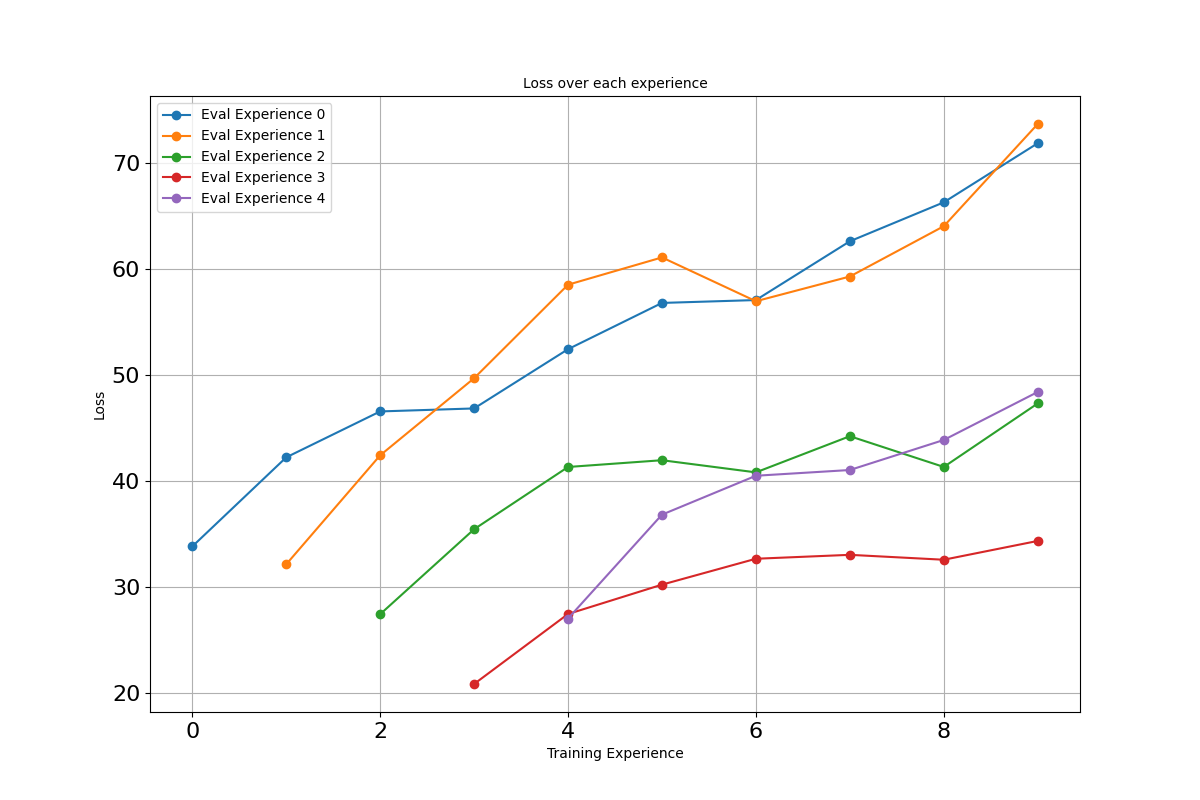 Loss over each experience
Eval Experience 0
Eval Experience 1
Eval Experience 2
Eval Experience 3
Eval Experience 4
70
60
50
40
30
20
Loss
0 2 4 6 8
Training Experience